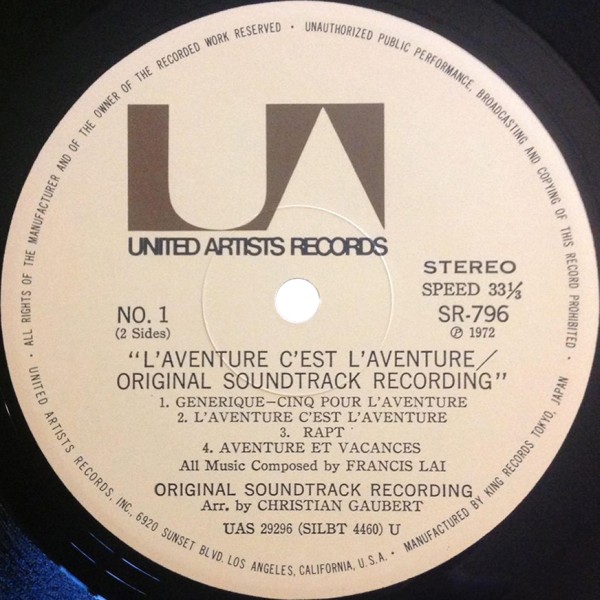 · ALL RIGHTS OF THE MANUFACTURER AND OF THE OWNER OF THE RECORDED WORK RESERVED · UNAUTHORIZED PUBLIC PERFORMANCE, BROADCASTING AND COPYING OF THIS RECORD PROHIBITED ·
UA
UNITED ARTISTS RECORDS
STEREO
SPEED 33⅓
NO. 1
SR-796
(2 Sides)
Ⓟ 1972
“L'AVENTURE C'EST L'AVENTURE/
ORIGINAL SOUNDTRACK RECORDING”
1. GENERIQUE—CINQ POUR L'AVENTURE
2. L'AVENTURE C'EST L'AVENTURE
3. RAPT
4. AVENTURE ET VACANCES
All Music Composed by FRANCIS LAI
ORIGINAL SOUNDTRACK RECORDING
Arr. by CHRISTIAN GAUBERT
UAS 29296 (SILBT 4460) U
UNITED ARTISTS RECORDS, INC., 6920 SUNSET BLVD. LOS ANGELES, CALIFORNIA, U.S.A. · MANUFACTURED BY KING RECORDS TOKYO, JAPAN